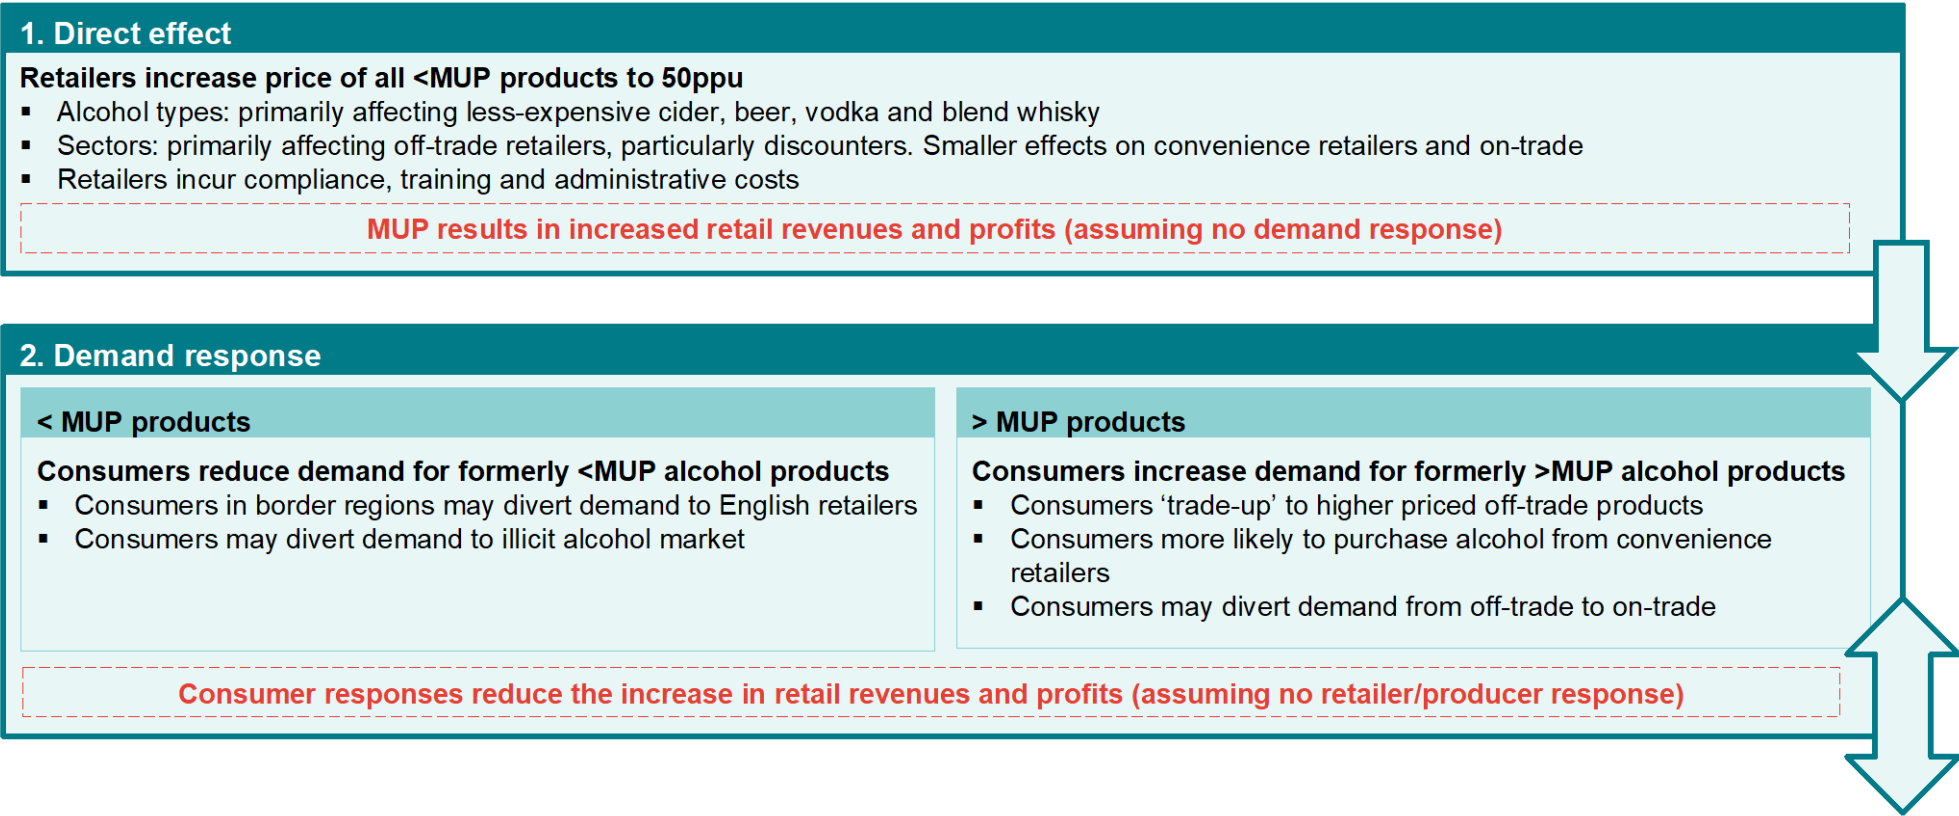 1. Direct effect
Retailers increase price of all <MUP products to 50ppu
▪ Alcohol types: primarily affecting less-expensive cider, beer, vodka and blend whisky
▪ Sectors: primarily affecting off-trade retailers, particularly discounters. Smaller effects on convenience retailers and on-trade
▪ Retailers incur compliance, training and administrative costs
MUP results in increased retail revenues and profits (assuming no demand response)
2. Demand response
< MUP products
Consumers reduce demand for formerly <MUP alcohol products
▪ Consumers in border regions may divert demand to English retailers
▪ Consumers may divert demand to illicit alcohol market
> MUP products
Consumers increase demand for formerly >MUP alcohol products
▪ Consumers ‘trade-up’ to higher priced off-trade products
▪ Consumers more likely to purchase alcohol from convenience
retailers
▪ Consumers may divert demand from off-trade to on-trade
Consumer responses reduce the increase in retail revenues and profits (assuming no retailer/producer response)